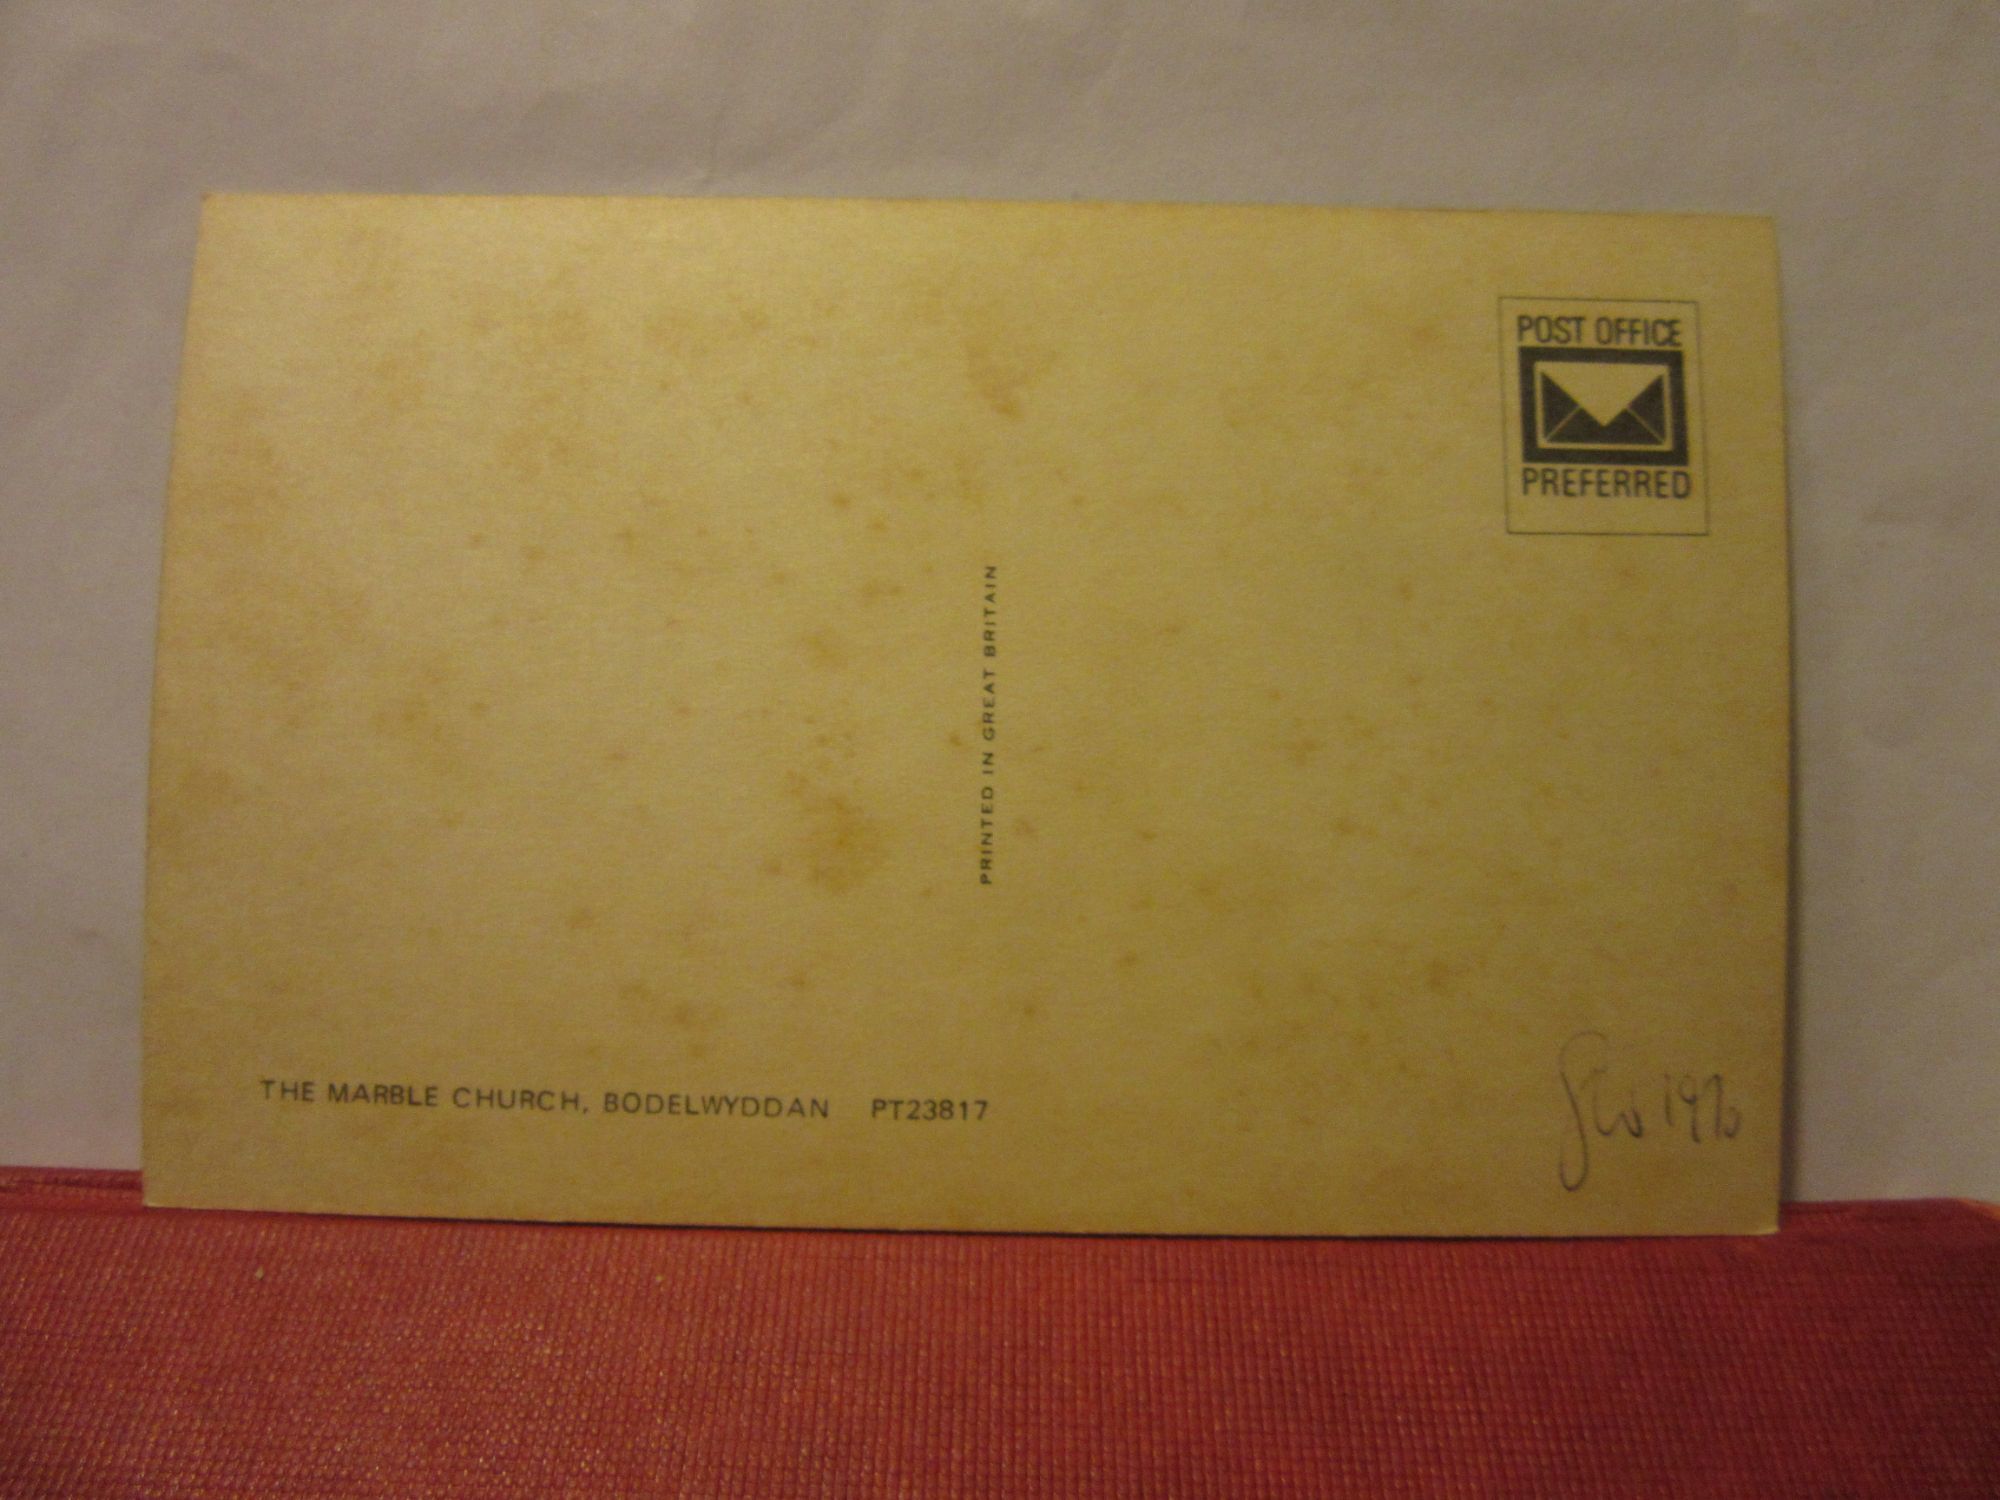 POST OFFICE
PREFERRED
PRINTED IN GREAT BRITAIN
THE MARBLE CHURCH, BODELWYDDAN PT23817